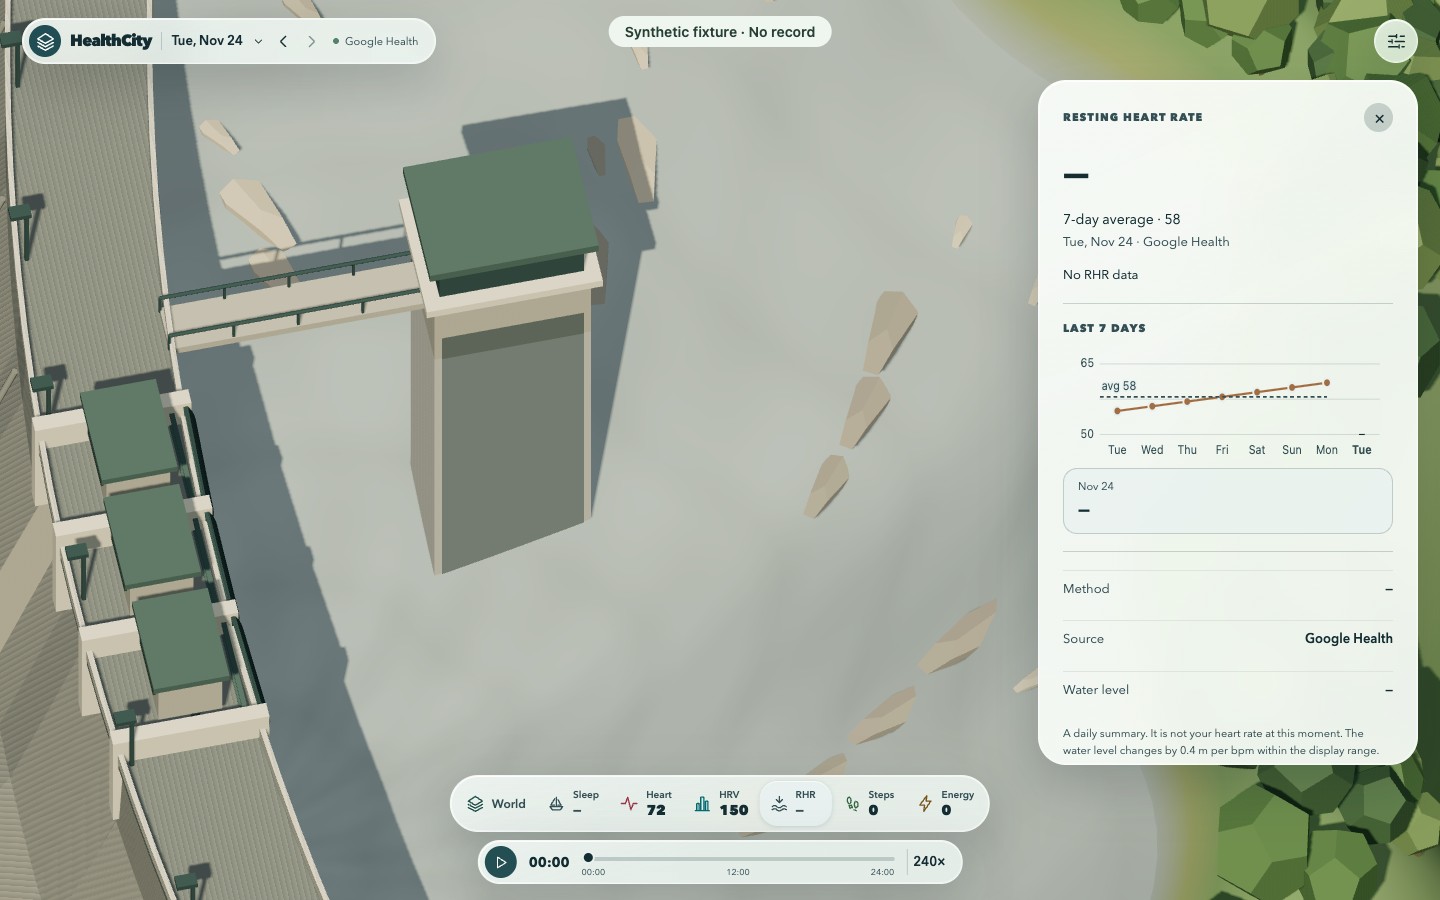 HealthCity
Tue, Nov 24
Google Health
Synthetic fixture · No record
RESTING HEART RATE
–
7-day average · 58
Tue, Nov 24 · Google Health
No RHR data
LAST 7 DAYS
65
avg 58
50
–
Tue Wed Thu Fri Sat Sun Mon Tue
Nov 24
–
Method –
Source Google Health
Water level –
A daily summary. It is not your heart rate at this moment. The
water level changes by 0.4 m per bpm within the display range.
World
Sleep
–
Heart
72
HRV
150
RHR
–
Steps
0
Energy
0
00:00
00:00 12:00 24:00
240×